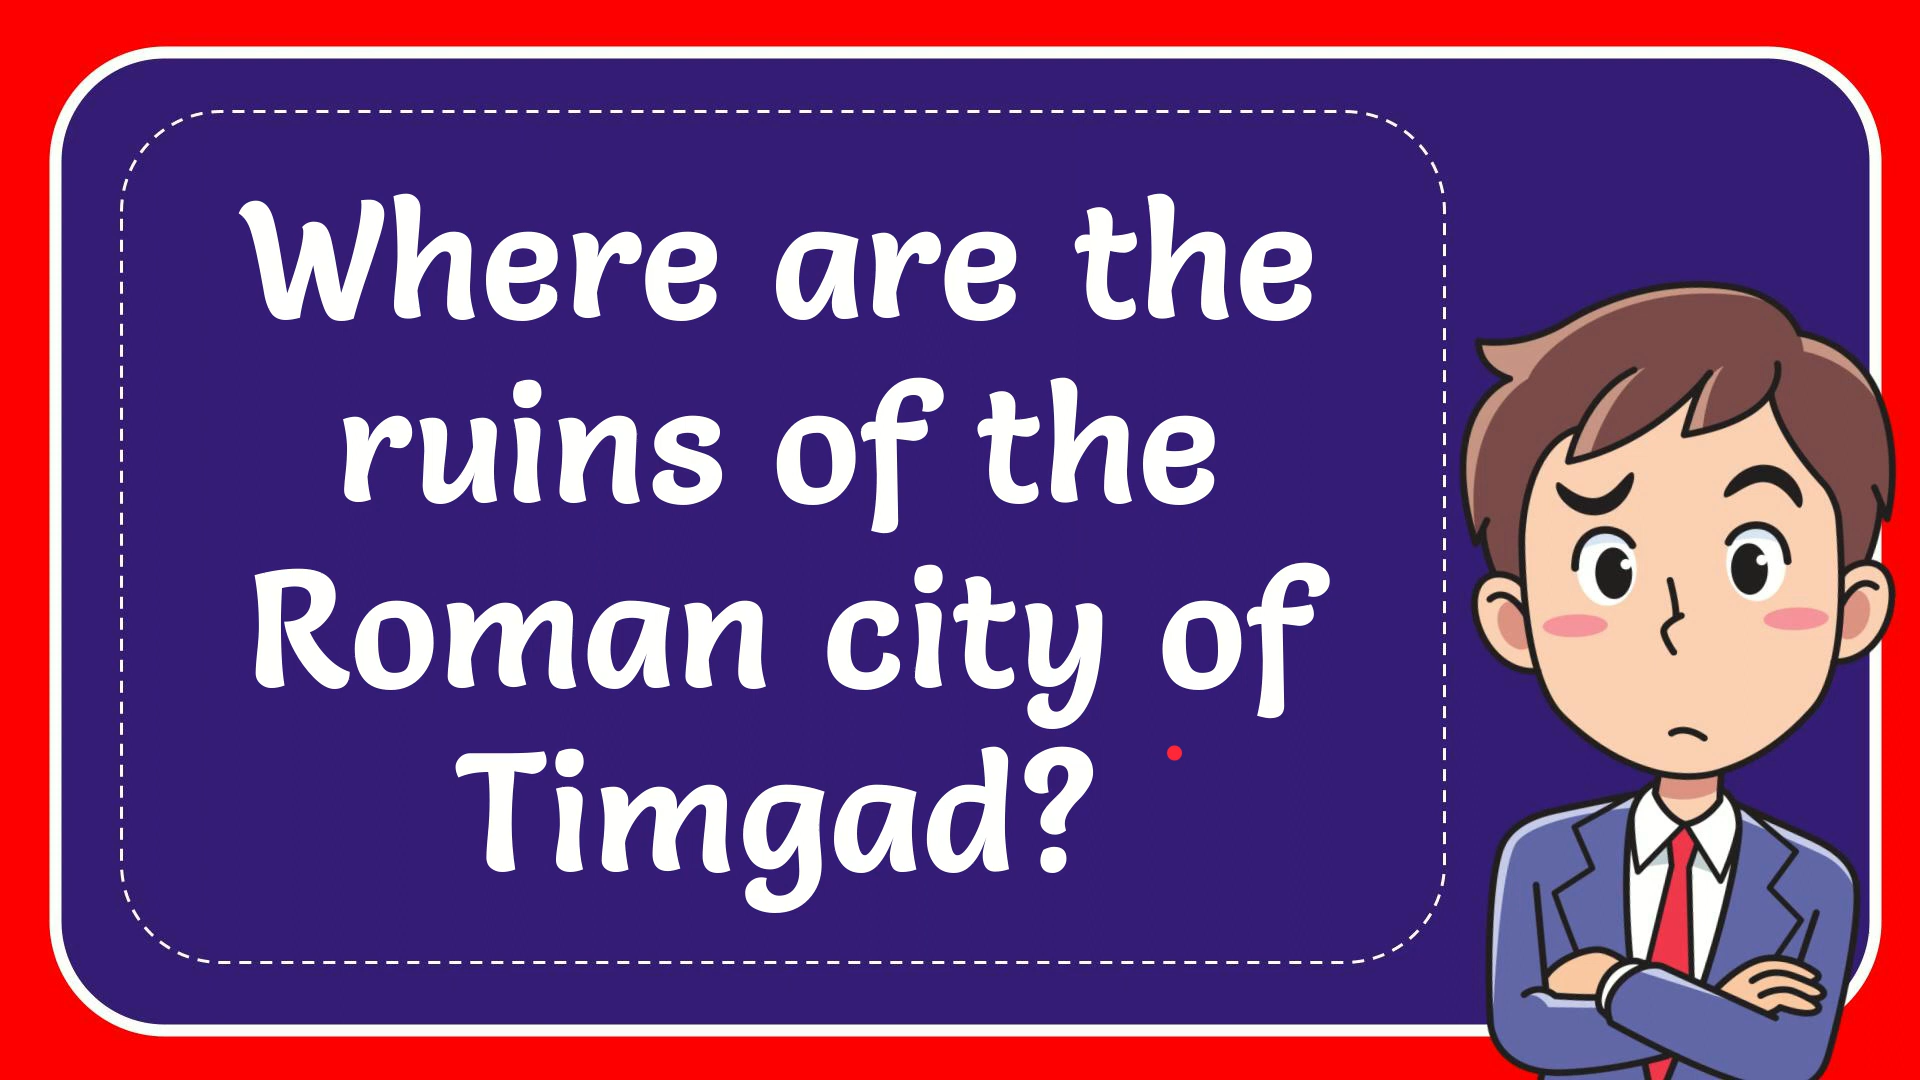 Where are the
ruins of the
Roman city of
Timgad?